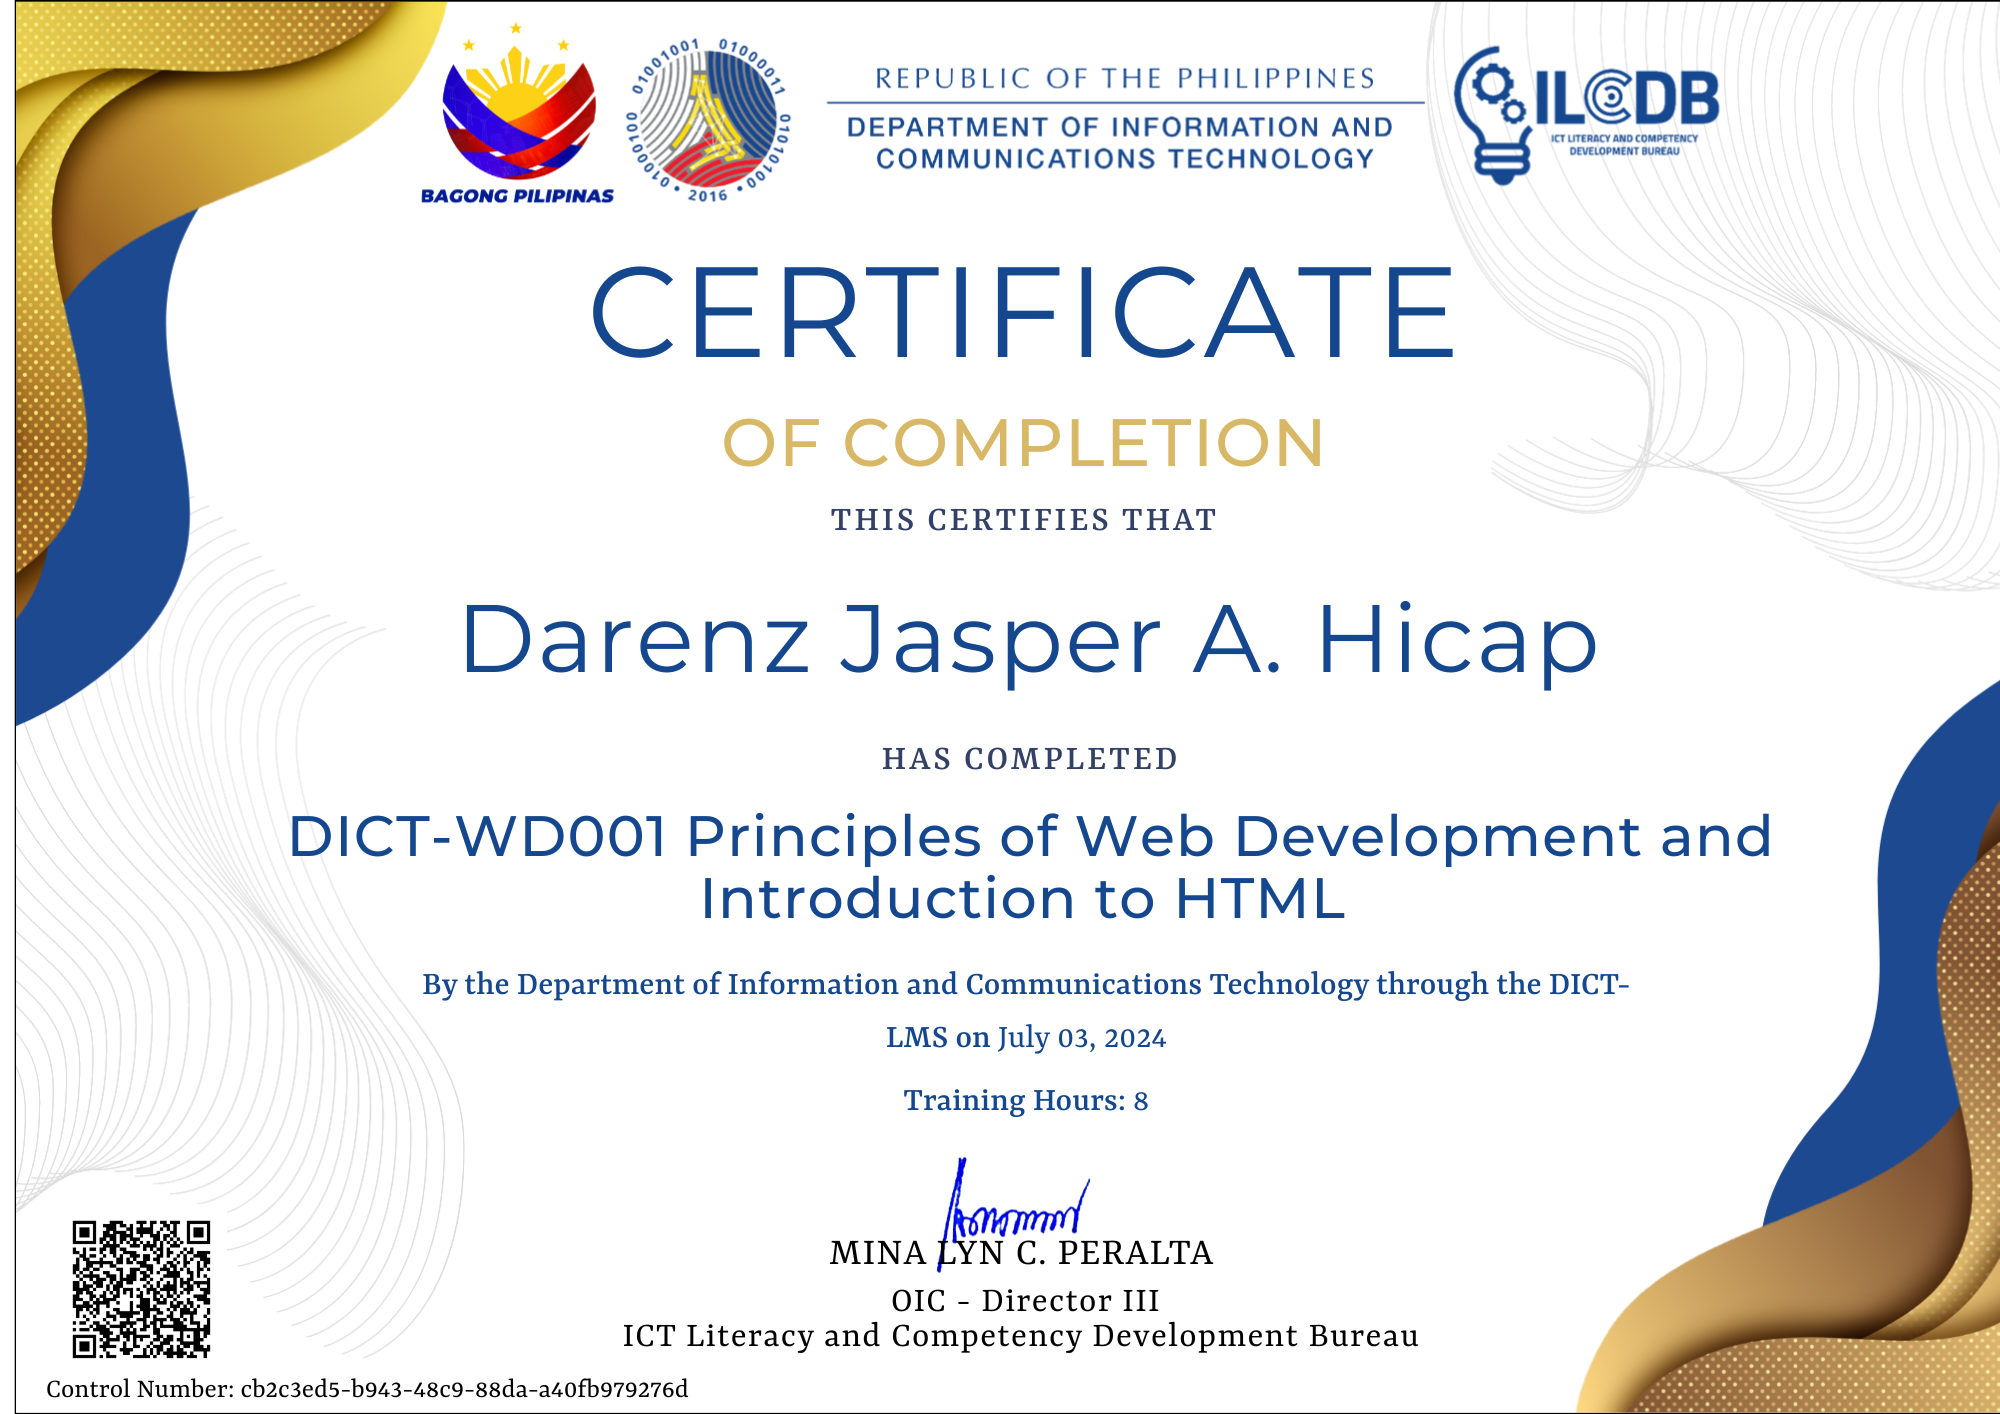 BAGONG PILIPINAS
01000100 01001001 01000011 01010100 • 2016 •
REPUBLIC OF THE PHILIPPINES
DEPARTMENT OF INFORMATION AND
COMMUNICATIONS TECHNOLOGY
ILCDB
ICT LITERACY AND COMPETENCY
DEVELOPMENT BUREAU
CERTIFICATE
OF COMPLETION
THIS CERTIFIES THAT
Darenz Jasper A. Hicap
HAS COMPLETED
DICT-WD001 Principles of Web Development and
Introduction to HTML
By the Department of Information and Communications Technology through the DICT-
LMS on July 03, 2024
Training Hours: 8
MINA LYN C. PERALTA
OIC - Director III
ICT Literacy and Competency Development Bureau
Control Number: cb2c3ed5-b943-48c9-88da-a40fb979276d